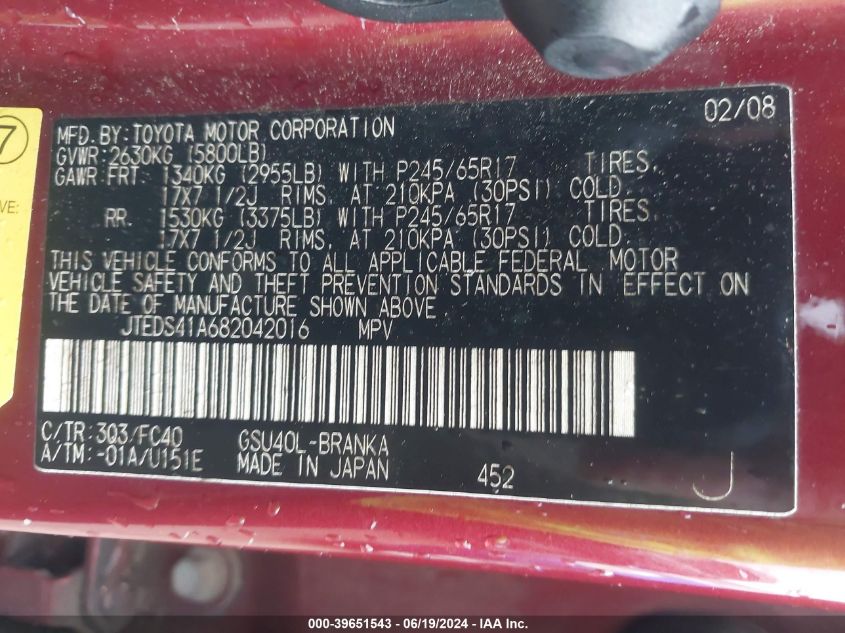 02/08
MFD.BY:TOYOTA MOTOR CORPORATION
GVWR:2630KG (5800LB)
GAWR FRT. 1340KG (2955LB) WITH P245/65R17 TIRES,
17X7 1/2J RIMS, AT 210KPA (30PSI) COLD
RR. 1530KG (3375LB) WITH P245/65R17 TIRES,
17X7 1/2J RIMS, AT 210KPA (30PSI) COLD.
THIS VEHICLE CONFORMS TO ALL APPLICABLE FEDERAL MOTOR
VEHICLE SAFETY AND THEFT PREVENTION STANDARDS IN EFFECT ON
THE DATE OF MANUFACTURE SHOWN ABOVE.
JTEDS41A682042016 MPV
C/TR:3Q3/FC40 GSU40L-BRANKA
A/TM:-01A/U151E MADE IN JAPAN 452 J
7
VE:
000-39651543 - 06/19/2024 - IAA Inc.